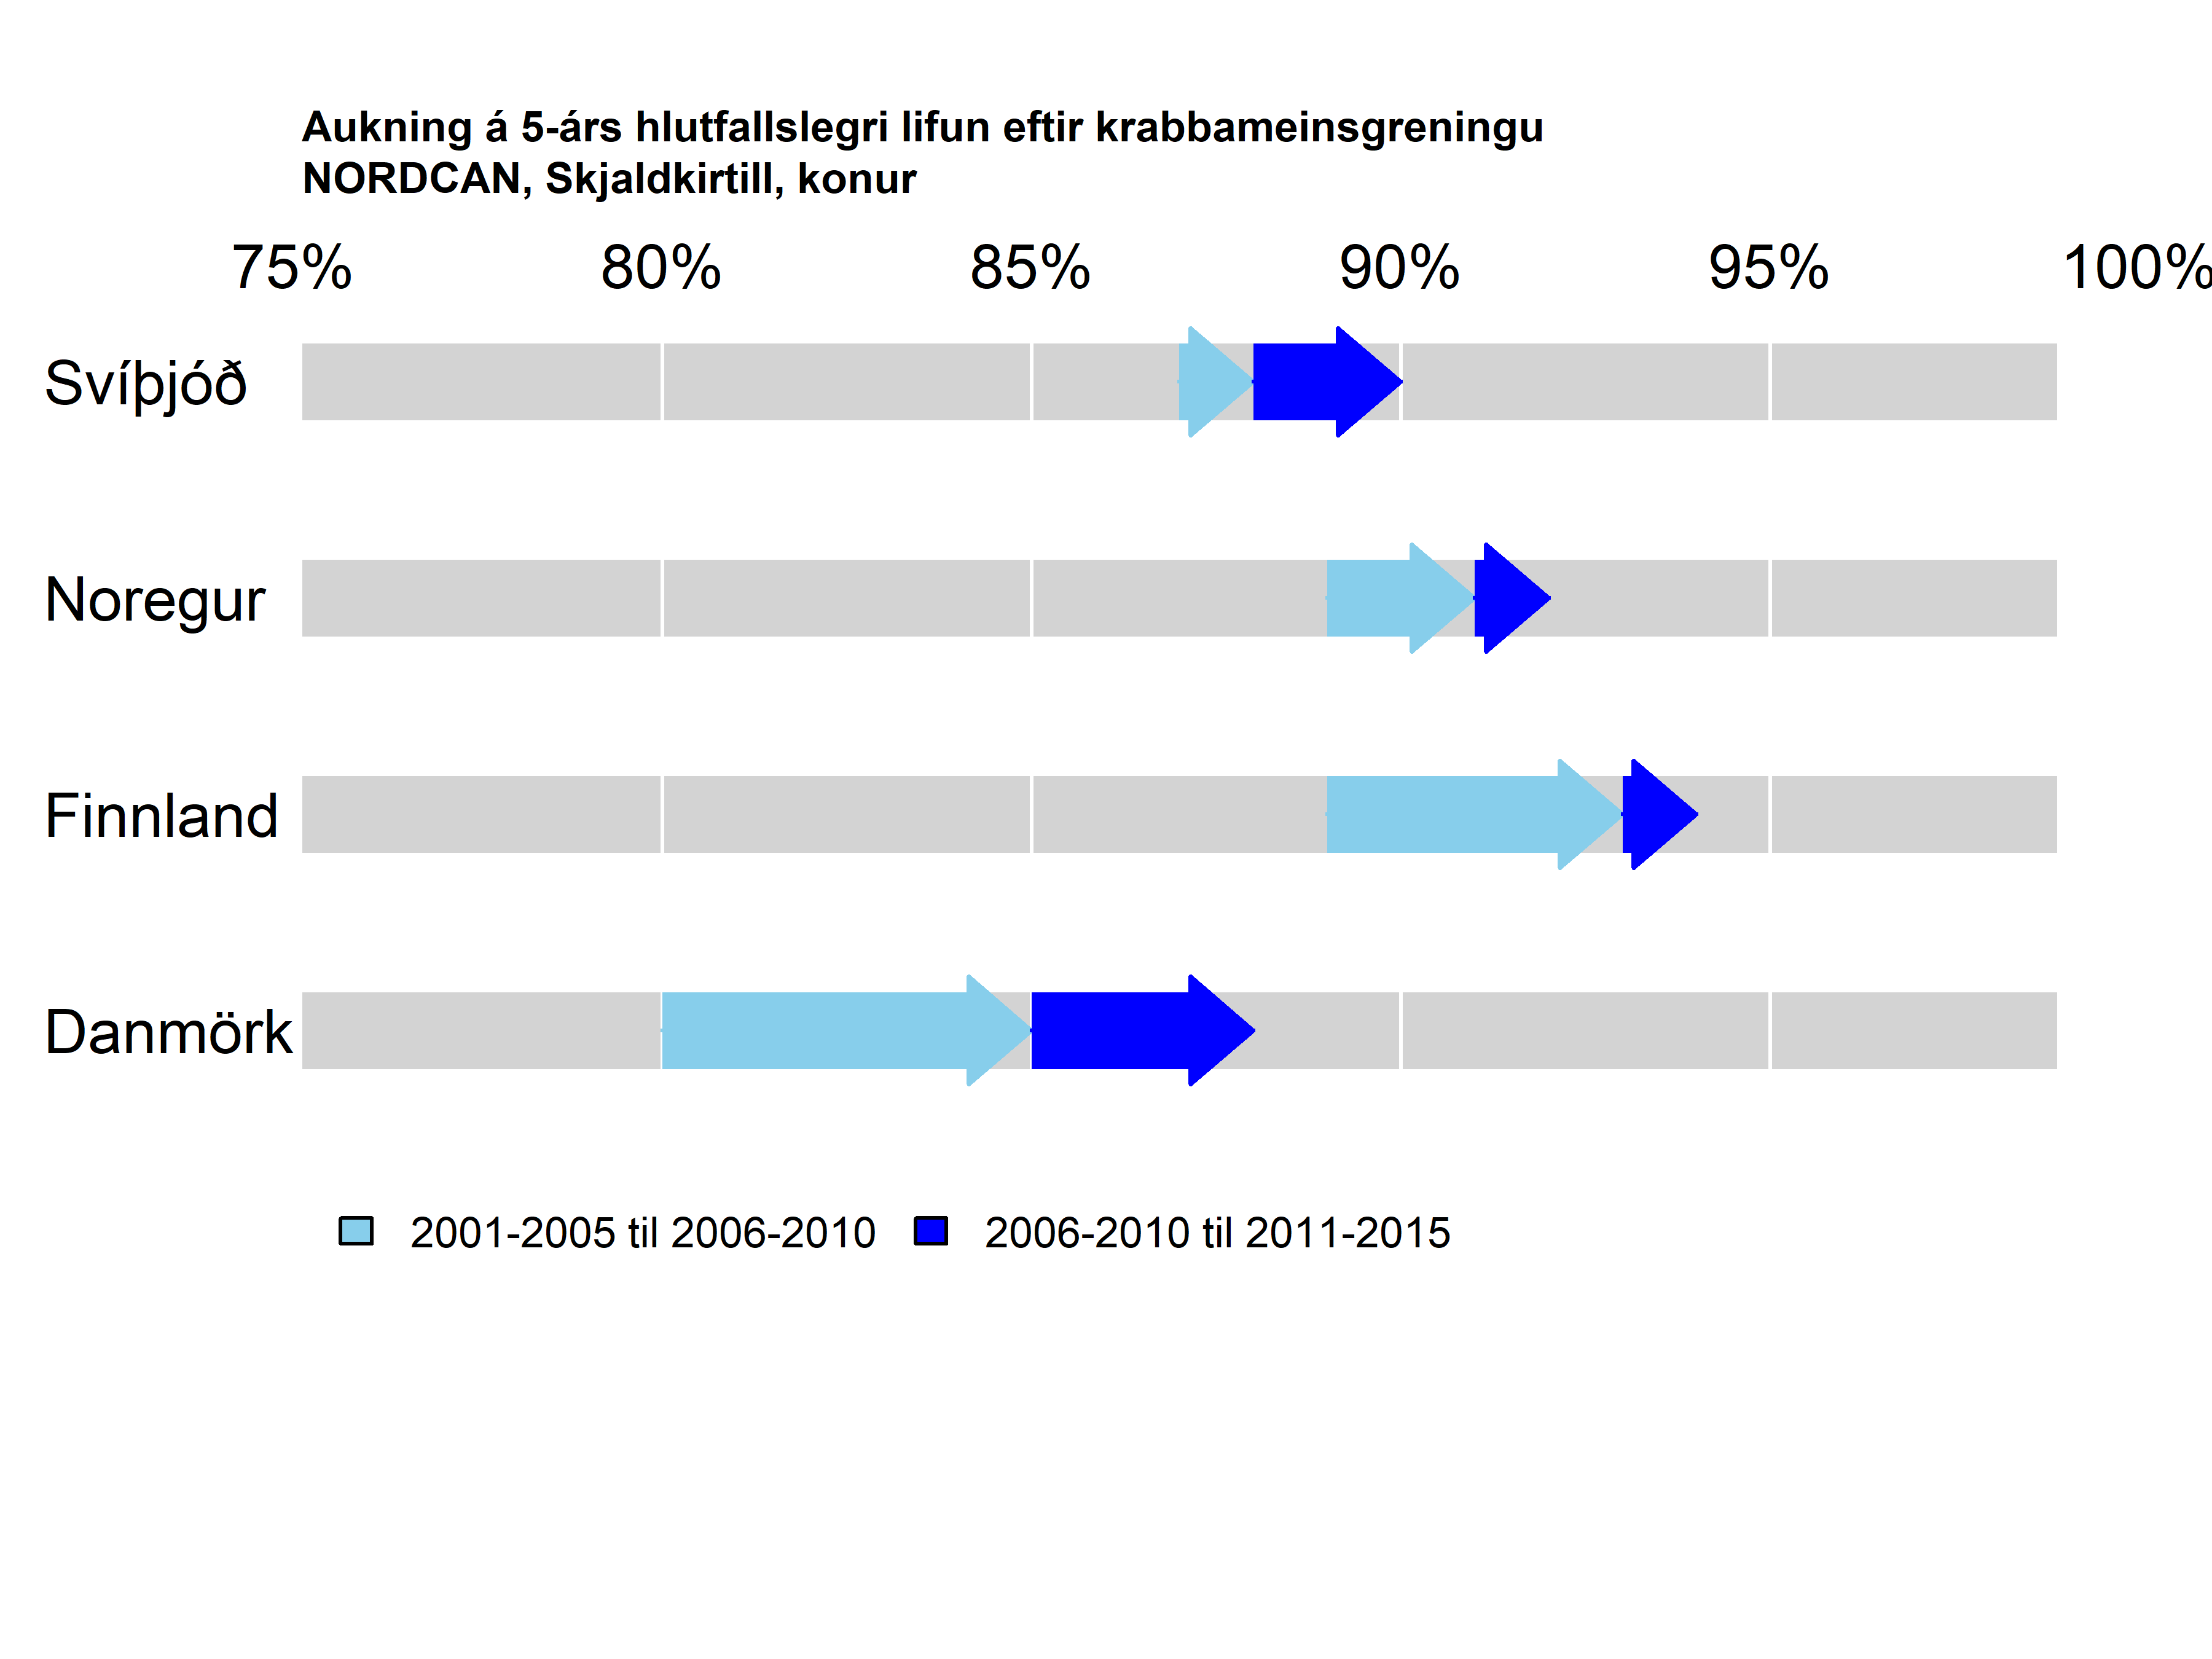 Aukning á 5-árs hlutfallslegri lifun eftir krabbameinsgreningu
NORDCAN, Skjaldkirtill, konur
75% 80% 85% 90% 95% 100%
Svíþjóð
Noregur
Finnland
Danmörk
2001-2005 til 2006-2010 2006-2010 til 2011-2015